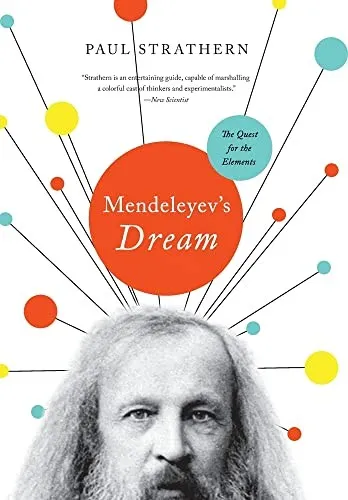 PAUL STRATHERN
"Strathern is an entertaining guide, capable of marshalling
a colorful cast of thinkers and experimentalists."
—New Scientist
The Quest
for the
Elements
Mendeleyev's
Dream